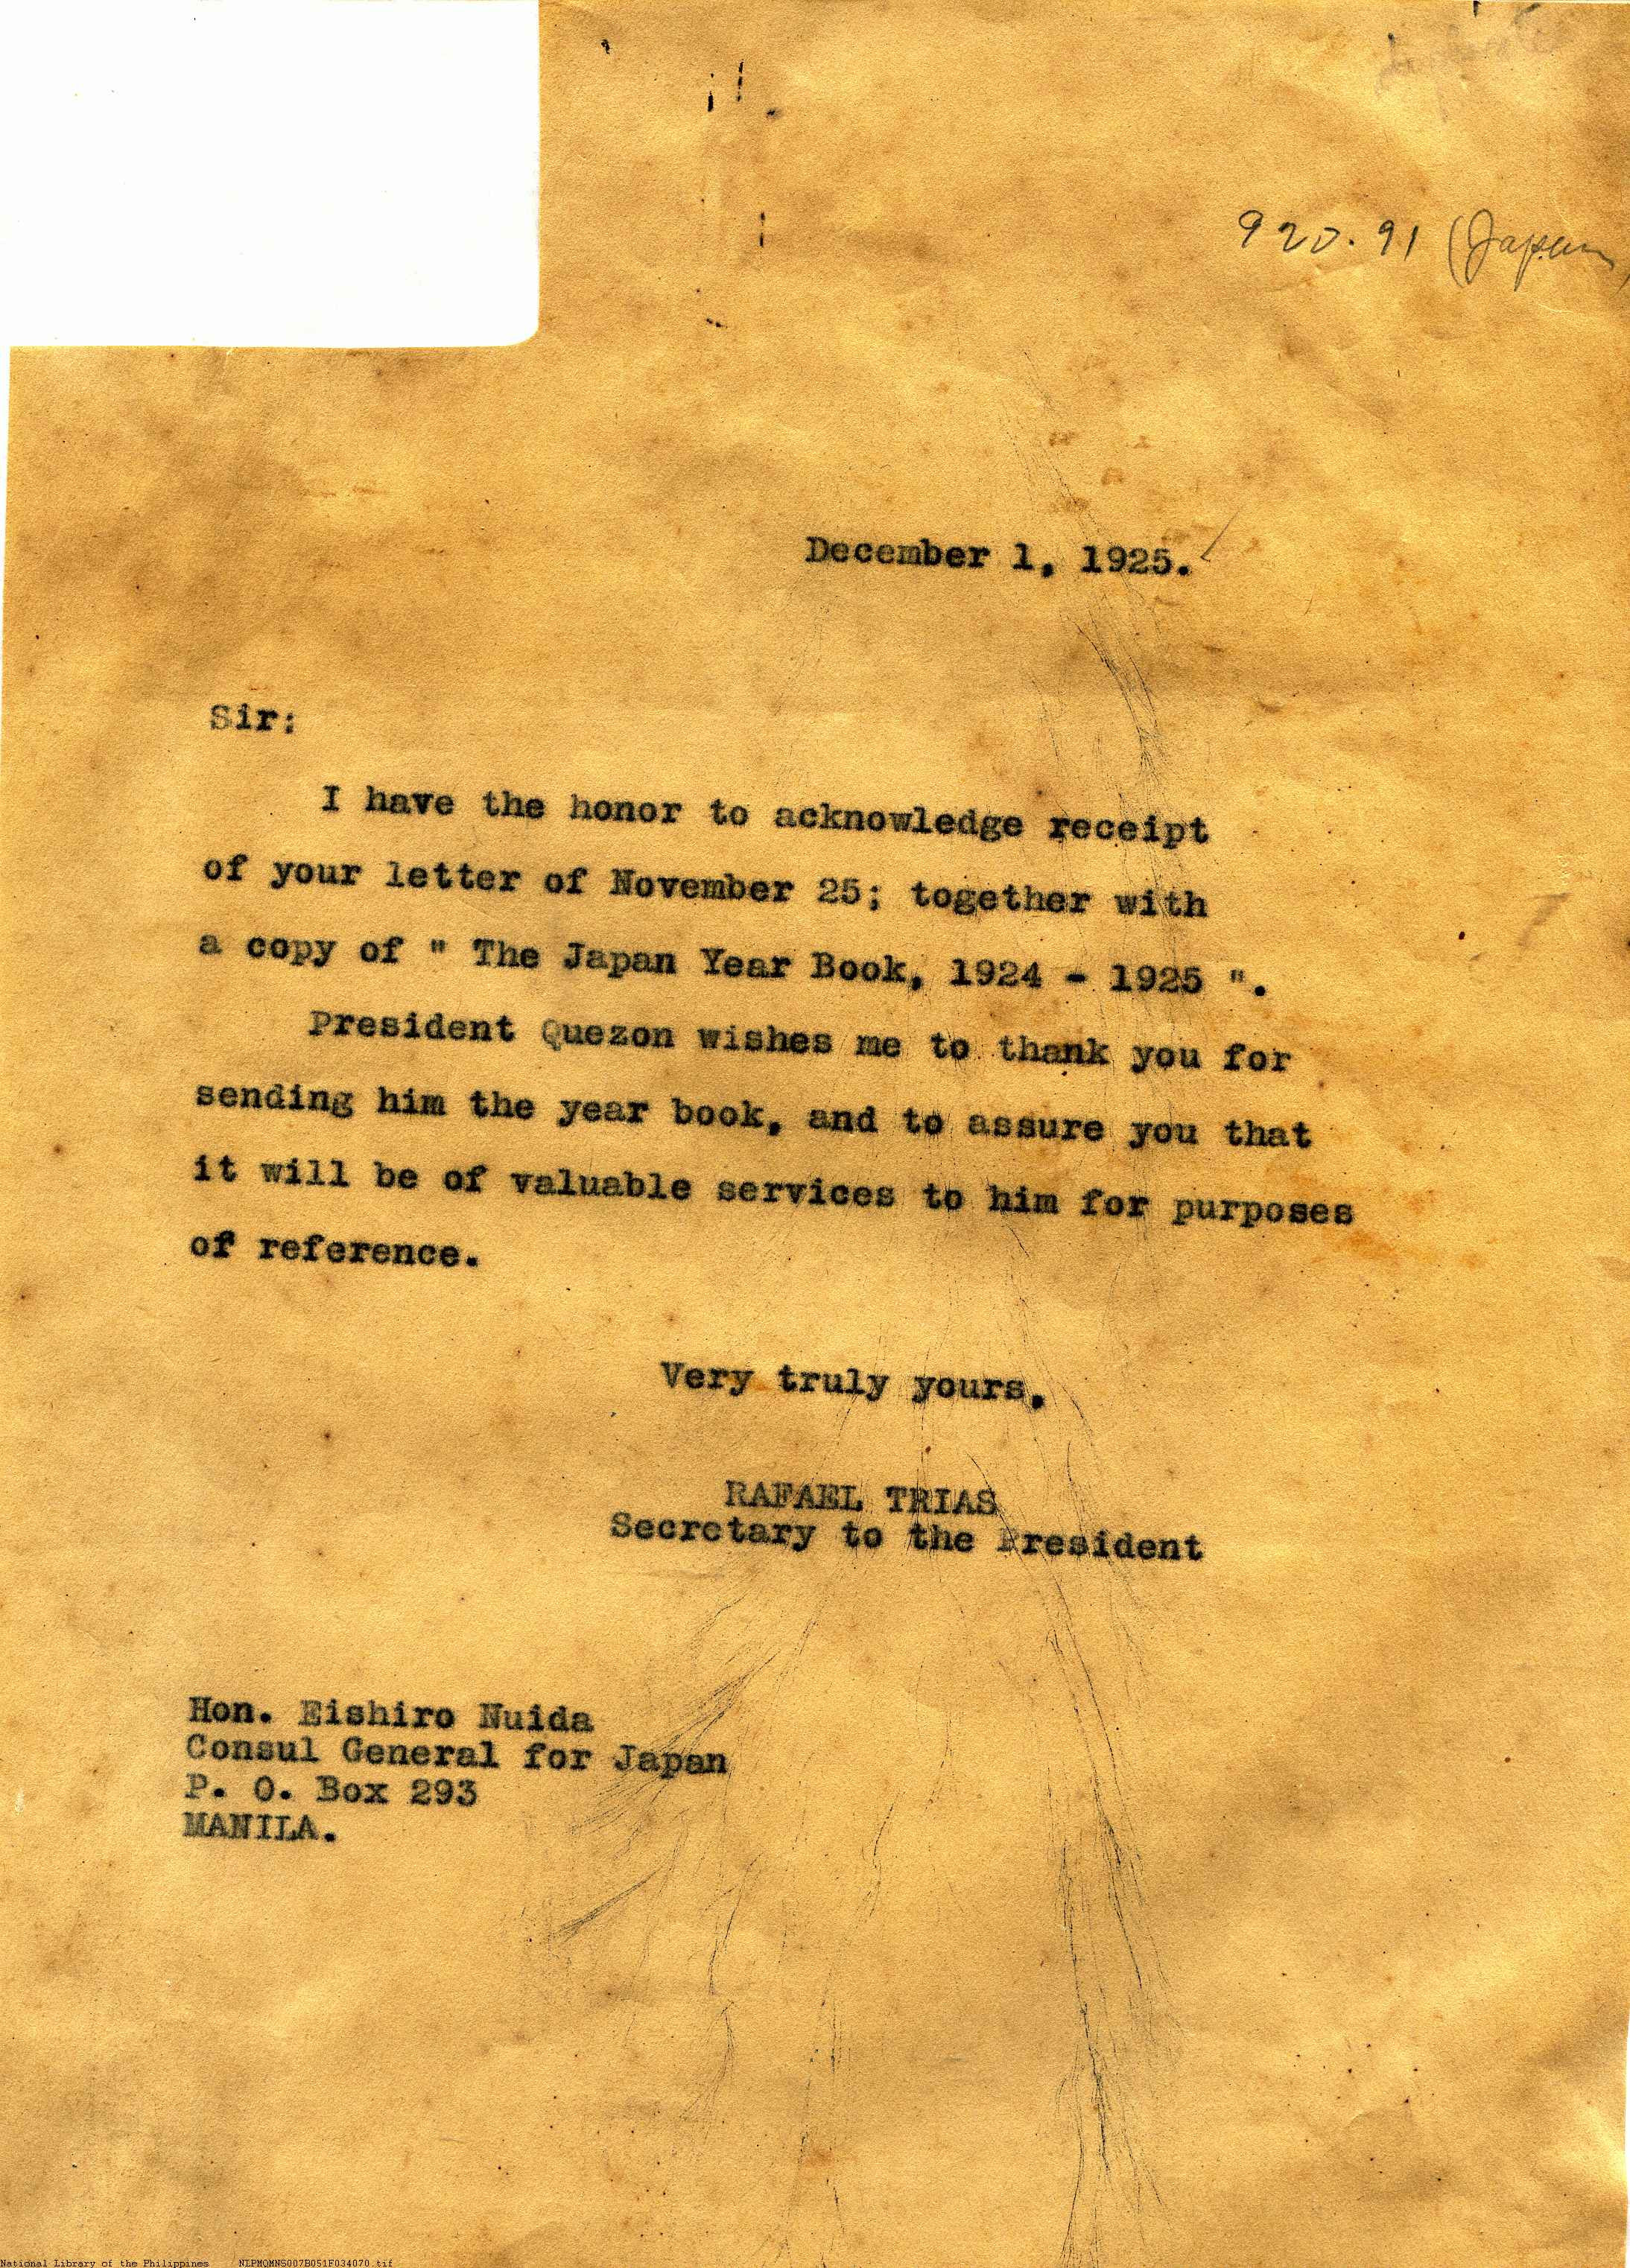 920.91 (Japan)
December 1, 1925.
Sir:
I have the honor to acknowledge receipt
of your letter of November 25; together with
a copy of " The Japan Year Book, 1924 - 1925 ".
President Quezon wishes me to thank you for
sending him the year book, and to assure you that
it will be of valuable services to him for purposes
of reference.
Very truly yours,
RAFAEL TRIAS
Secretary to the President
Hon. Eishiro Nuida
Consul General for Japan
P. O. Box 293
MANILA.
National Library of the Philippines NLPMQMNS007B051F034070.tif